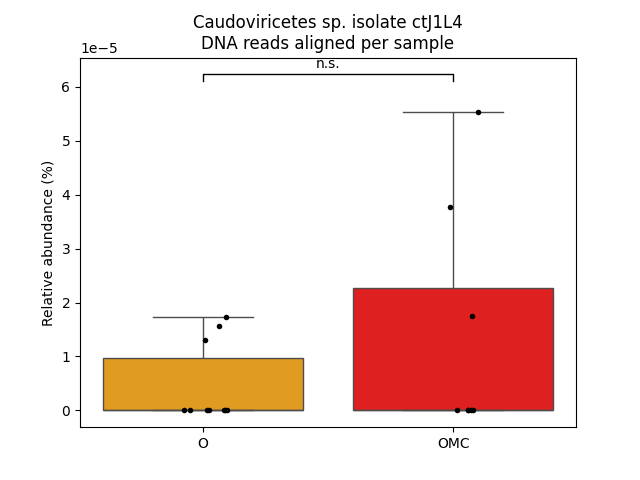 Caudoviricetes sp. isolate ctJ1L4
DNA reads aligned per sample
1e−5
n.s.
6
5
4
3
2
1
0
Relative abundance (%)
O
OMC